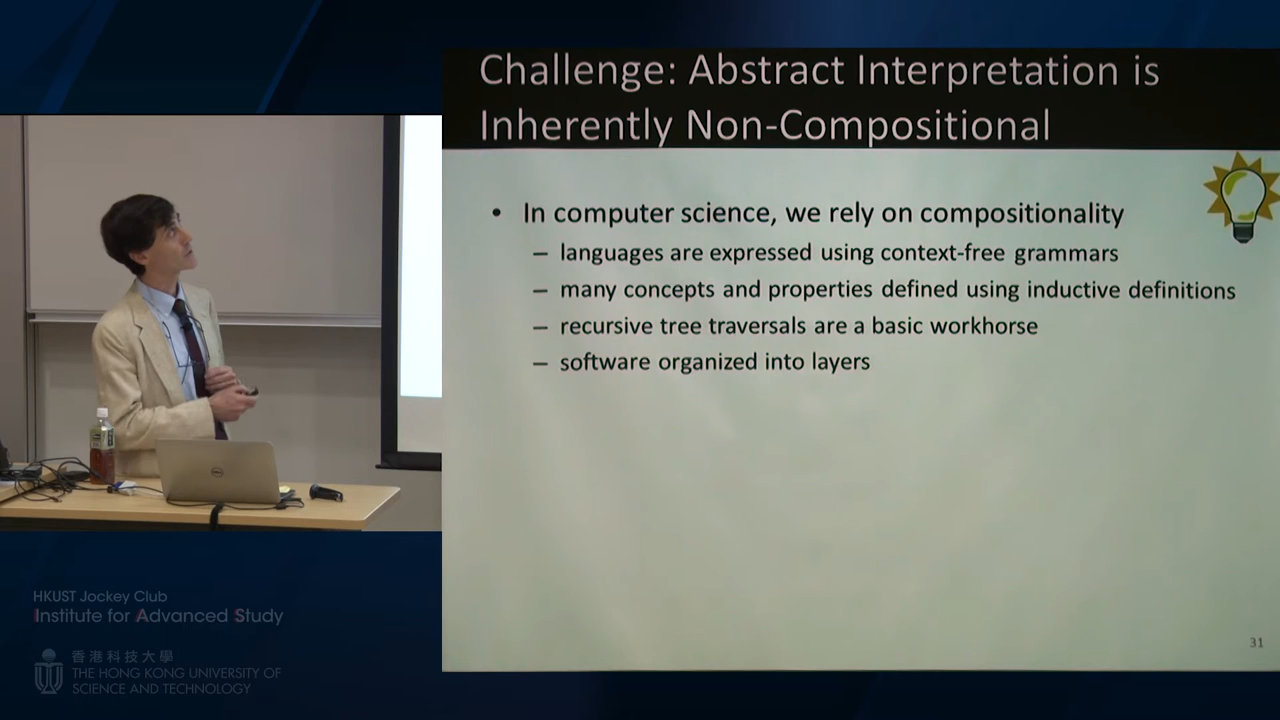 Challenge: Abstract Interpretation is
Inherently Non-Compositional
• In computer science, we rely on compositionality
– languages are expressed using context-free grammars
– many concepts and properties defined using inductive definitions
– recursive tree traversals are a basic workhorse
– software organized into layers
31
HKUST Jockey Club
Institute for Advanced Study
香港科技大學
THE HONG KONG UNIVERSITY OF
SCIENCE AND TECHNOLOGY
DELL